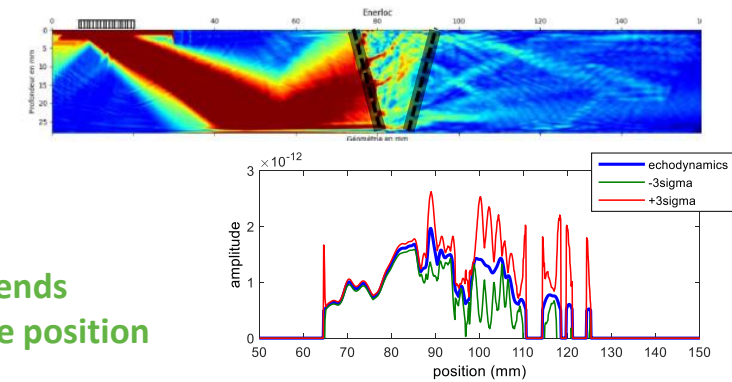 Enerloc
0 20 40 60 80 100 120 140
Profondeur en mm
0
5
10
15
20
25
Géométrie en mm
3
×10^-12
echodynamics
-3sigma
+3sigma
2
amplitude
1
0
50 60 70 80 90 100 110 120 130 140 150
position (mm)
ends
e position